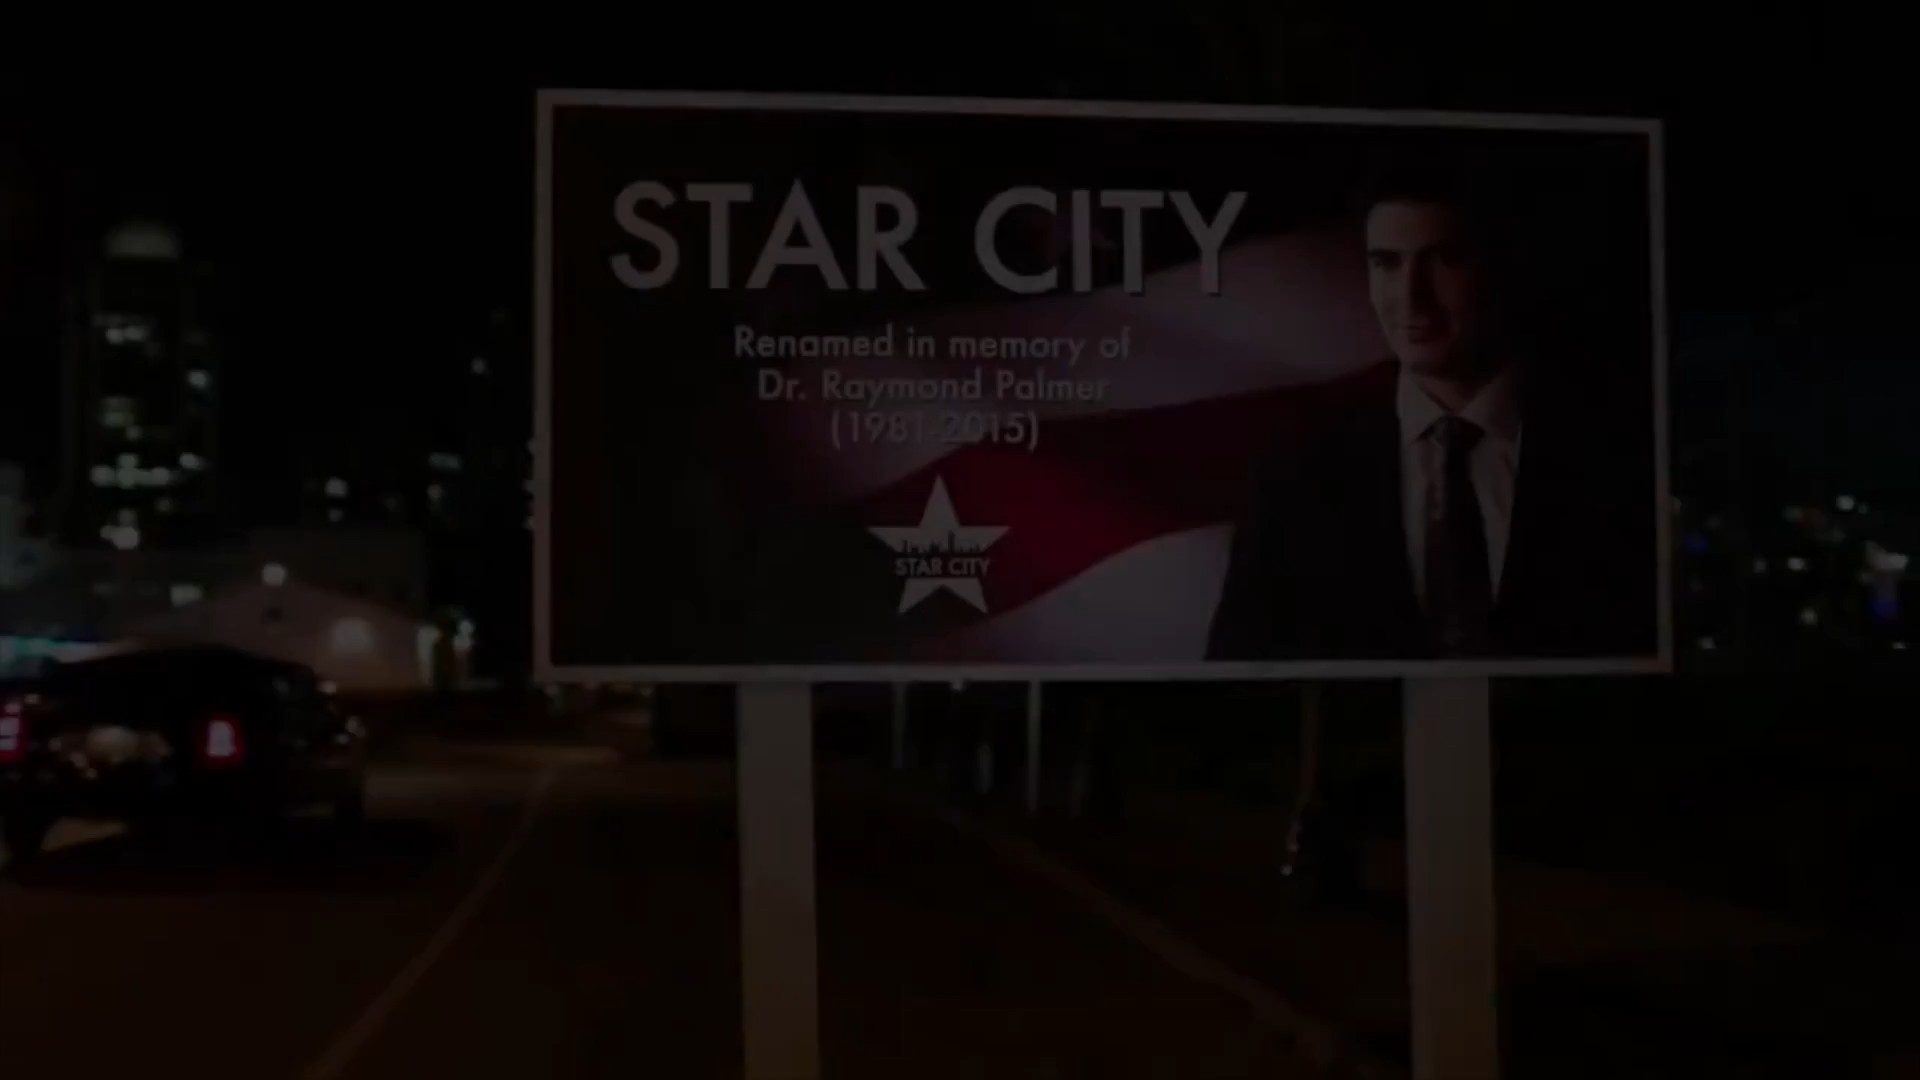 STAR CITY
Renamed in memory of
Dr. Raymond Palmer
(1981-2015)
STAR CITY